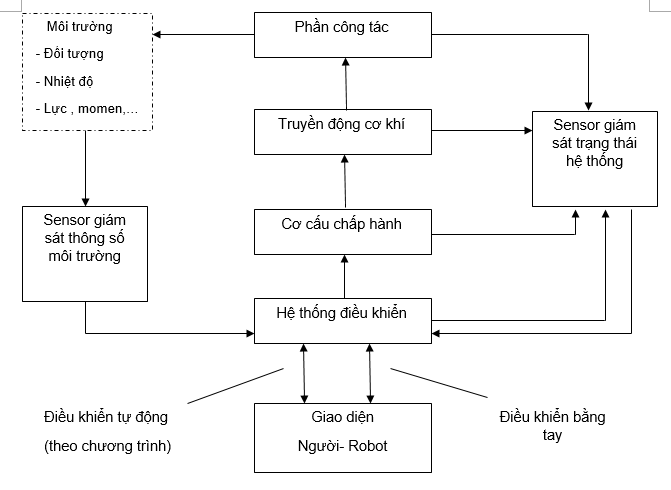 Môi trường
- Đối tượng
- Nhiệt độ
- Lực , momen,...
Phần công tác
Truyền động cơ khí
Sensor giám
sát trạng thái
hệ thống
Sensor giám
sát thông số
môi trường
Cơ cấu chấp hành
Hệ thống điều khiển
Điều khiển tự động
(theo chương trình)
Giao diện
Người- Robot
Điều khiển bằng
tay